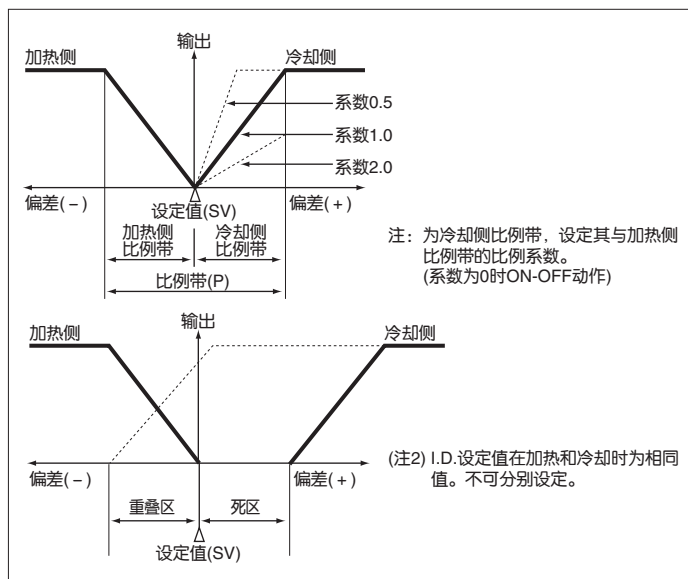 输出
加热侧
冷却侧
系数0.5
系数1.0
系数2.0
偏差(－)
偏差(＋)
设定值(SV)
加热侧
比例带
冷却侧
比例带
比例带(P)
注：为冷却侧比例带，设定其与加热侧
比例带的比例系数。
(系数为0时ON-OFF动作)
输出
加热侧
冷却侧
偏差(－)
偏差(＋)
重叠区
死区
设定值(SV)
(注2) I.D.设定值在加热和冷却时为相同
值。不可分别设定。